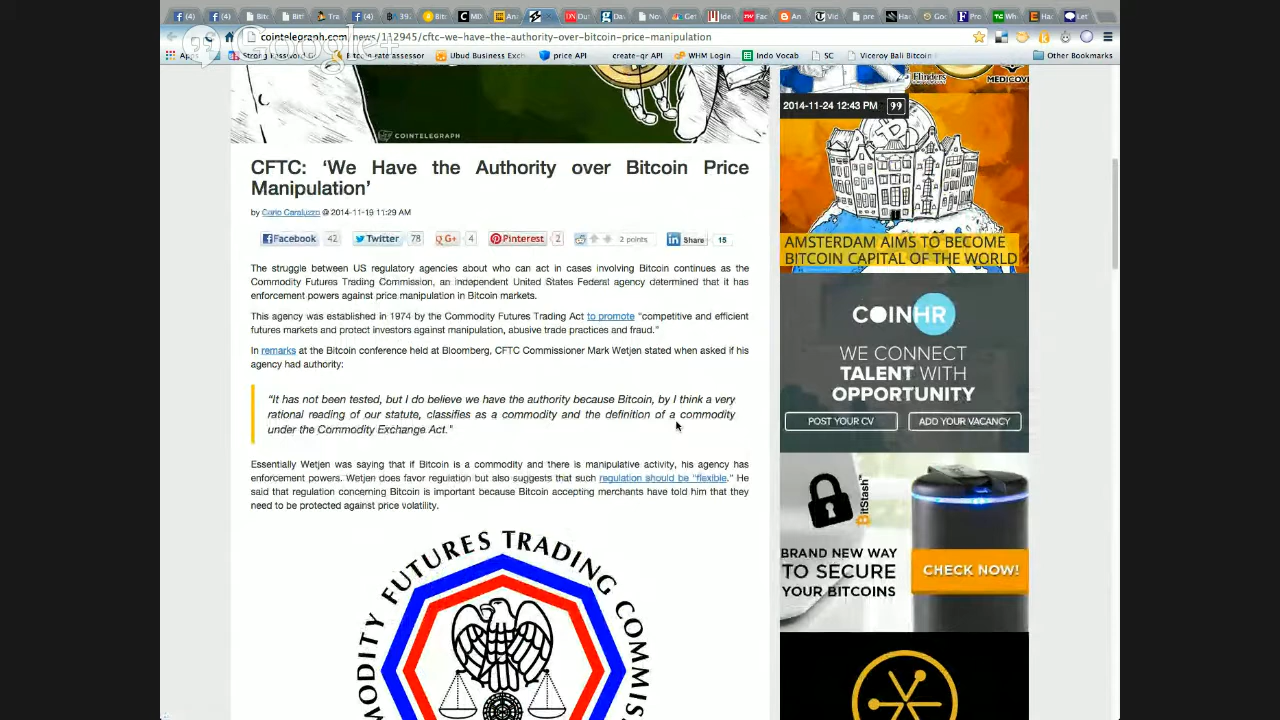 Google+
cointelegraph.com/news/112945/cftc-we-have-the-authority-over-bitcoin-price-manipulation
Strong Password
Bitcoin rate assessor
Ubud Business Exch
price API
create-qr API
WHM Login
Indo Vocab
SC
Viceroy Bali Bitcoin
Other Bookmarks
COINTELEGRAPH
CFTC: ‘We Have the Authority over Bitcoin Price
Manipulation’
by Carlo Caraluzzo @ 2014-11-19 11:29 AM
Facebook 42 Twitter 78 G+ 4 Pinterest 2 2 points Share 15
The struggle between US regulatory agencies about who can act in cases involving Bitcoin continues as the
Commodity Futures Trading Commission, an independent United States Federal agency determined that it has
enforcement powers against price manipulation in Bitcoin markets.
This agency was established in 1974 by the Commodity Futures Trading Act to promote “competitive and efficient
futures markets and protect investors against manipulation, abusive trade practices and fraud.”
In remarks at the Bitcoin conference held at Bloomberg, CFTC Commissioner Mark Wetjen stated when asked if his
agency had authority:
“It has not been tested, but I do believe we have the authority because Bitcoin, by I think a very
rational reading of our statute, classifies as a commodity and the definition of a commodity
under the Commodity Exchange Act.”
Essentially Wetjen was saying that if Bitcoin is a commodity and there is manipulative activity, his agency has
enforcement powers. Wetjen does favor regulation but also suggests that such regulation should be “flexible.” He
said that regulation concerning Bitcoin is important because Bitcoin accepting merchants have told him that they
need to be protected against price volatility.
COMMODITY FUTURES TRADING COMMIS
Flinders
MEDICOVE
2014-11-24 12:43 PM
AMSTERDAM AIMS TO BECOME
BITCOIN CAPITAL OF THE WORLD
COINHR
WE CONNECT
TALENT WITH
OPPORTUNITY
POST YOUR CV
ADD YOUR VACANCY
BitStash
BRAND NEW WAY
TO SECURE
YOUR BITCOINS
CHECK NOW!